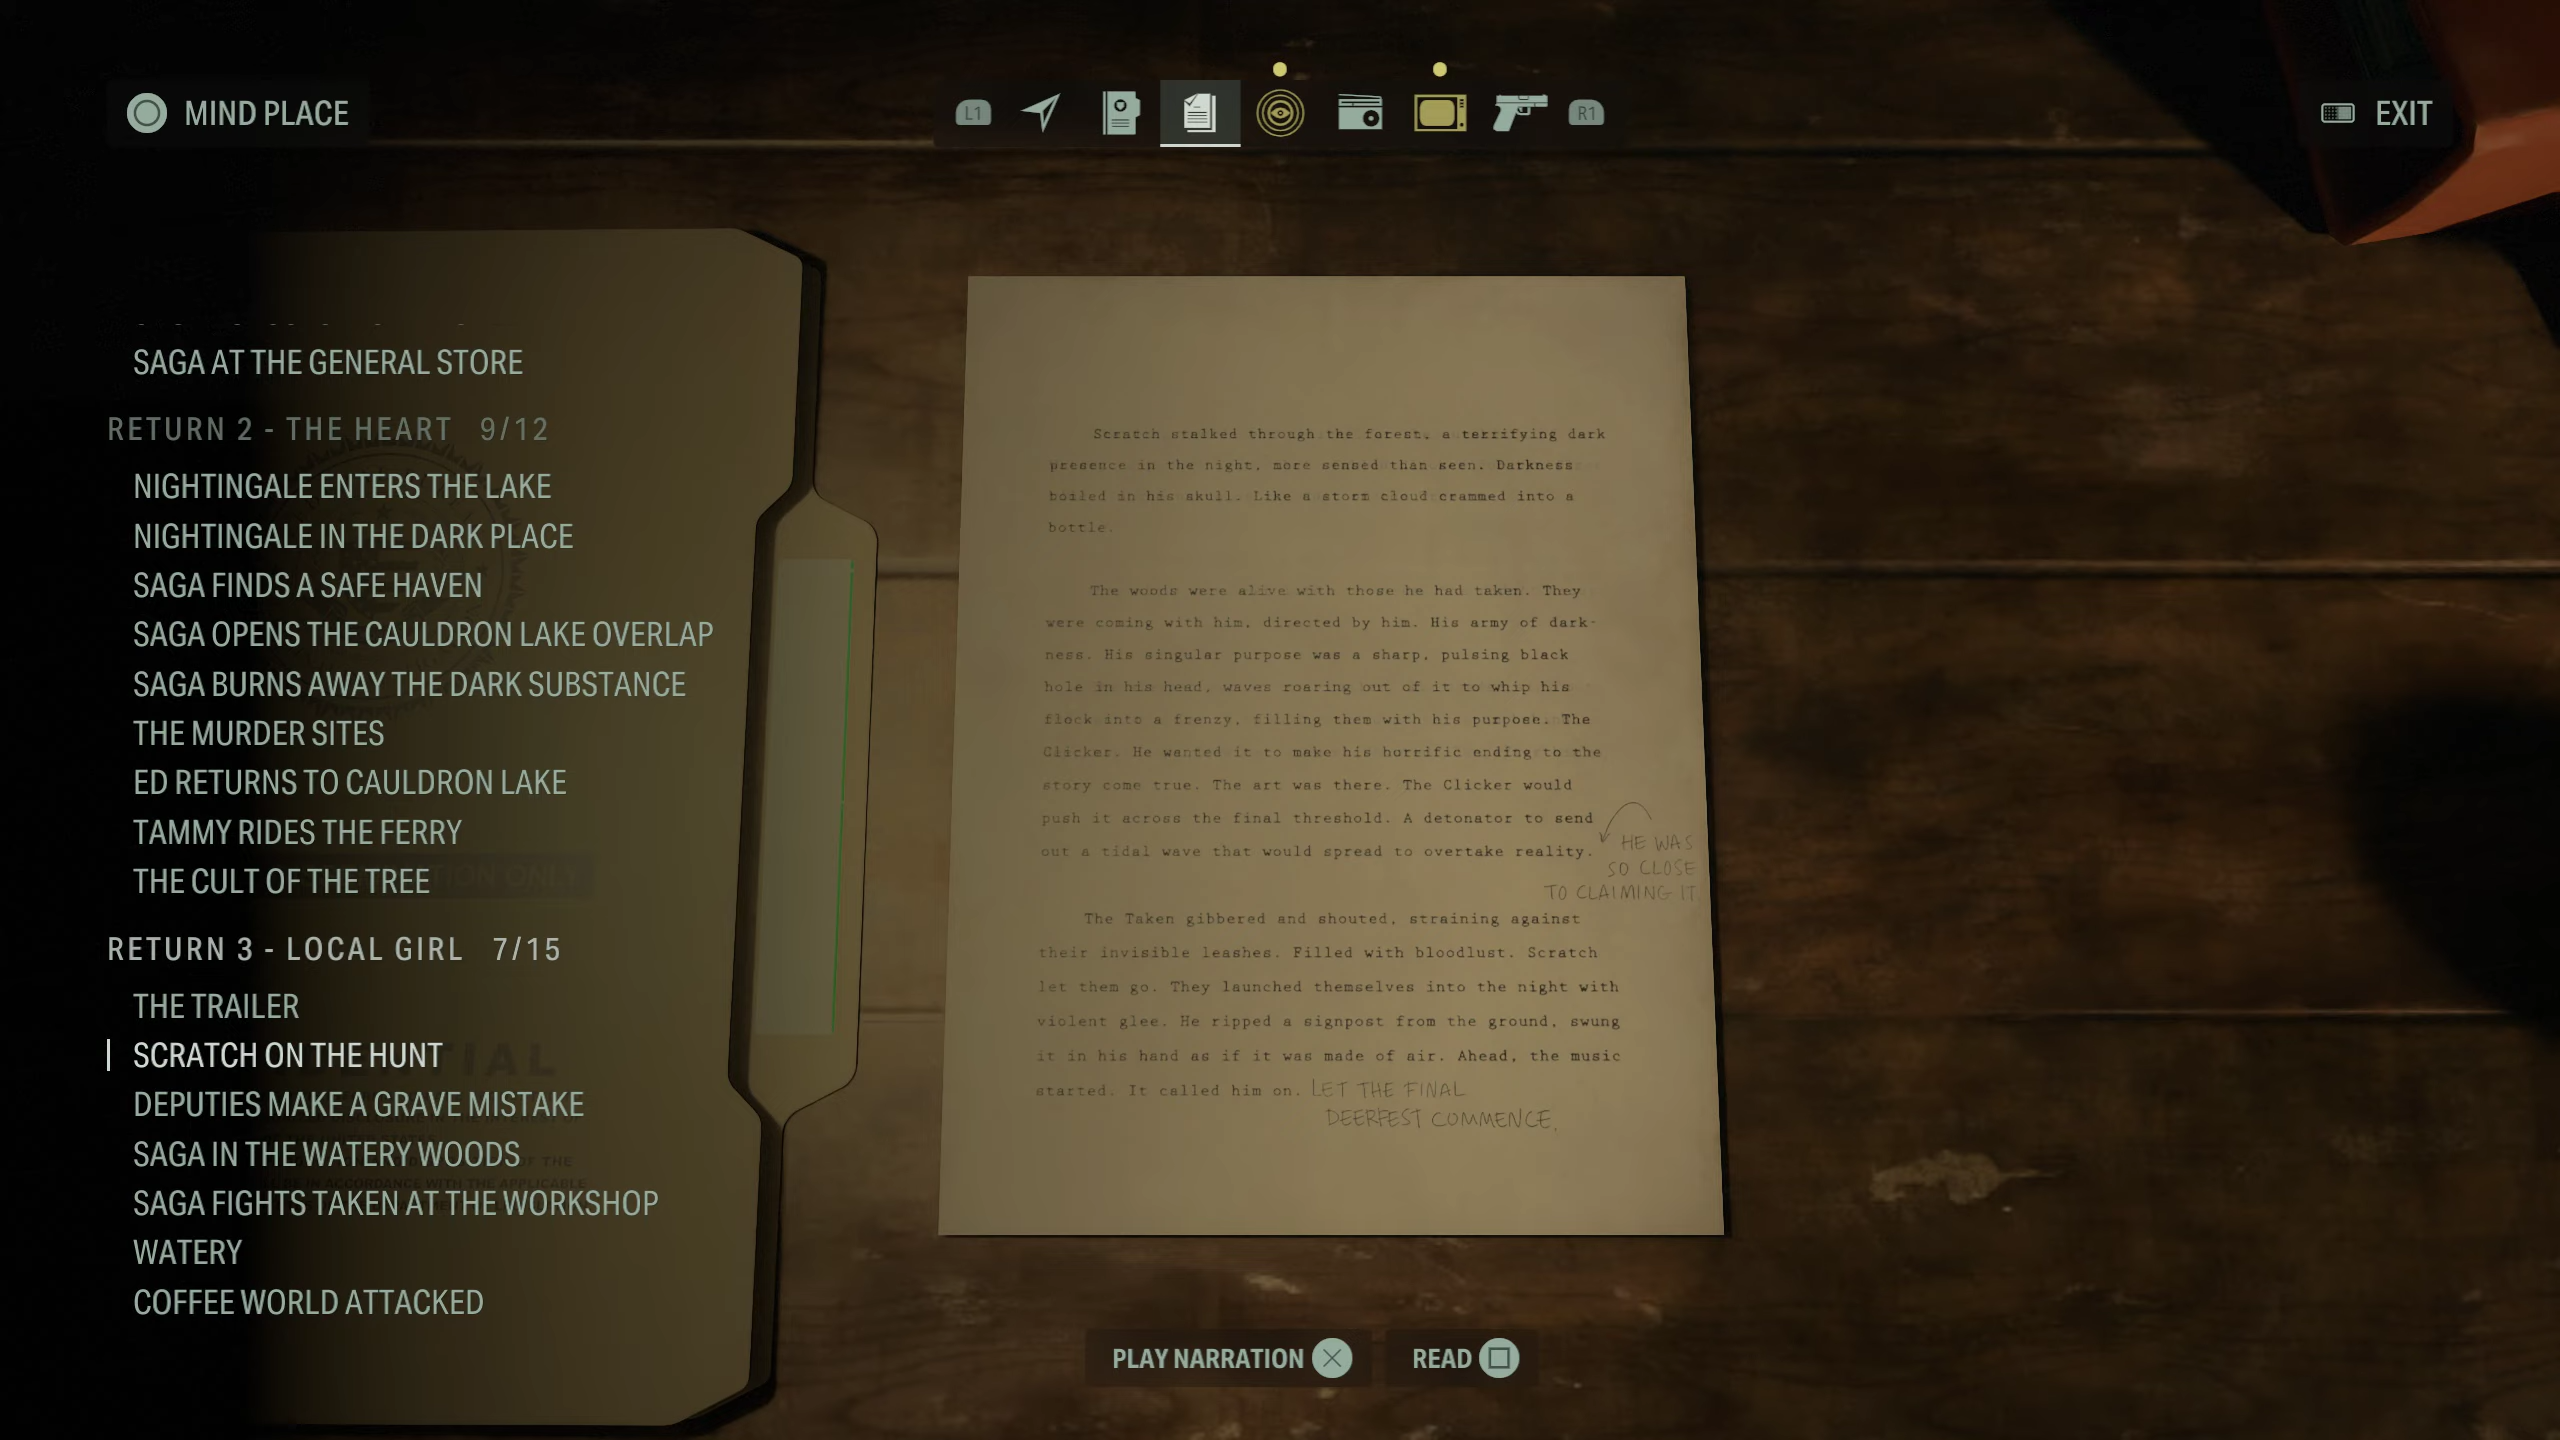 MIND PLACE
L1
R1
EXIT
SAGA AT THE GENERAL STORE
RETURN 2 - THE HEART 9/12
NIGHTINGALE ENTERS THE LAKE
NIGHTINGALE IN THE DARK PLACE
SAGA FINDS A SAFE HAVEN
SAGA OPENS THE CAULDRON LAKE OVERLAP
SAGA BURNS AWAY THE DARK SUBSTANCE
THE MURDER SITES
ED RETURNS TO CAULDRON LAKE
TAMMY RIDES THE FERRY
THE CULT OF THE TREE
RETURN 3 - LOCAL GIRL 7/15
THE TRAILER
SCRATCH ON THE HUNT
DEPUTIES MAKE A GRAVE MISTAKE
SAGA IN THE WATERY WOODS
SAGA FIGHTS TAKEN AT THE WORKSHOP
WATERY
COFFEE WORLD ATTACKED
Scratch stalked through the forest, a terrifying dark
presence in the night, more sensed than seen. Darkness
boiled in his skull. Like a storm cloud crammed into a
bottle.
The woods were alive with those he had taken. They
were coming with him, directed by him. His army of dark-
ness. His singular purpose was a sharp, pulsing black
hole in his head, waves roaring out of it to whip his
flock into a frenzy, filling them with his purpose. The
Clicker. He wanted it to make his horrific ending to the
story come true. The art was there. The Clicker would
push it across the final threshold. A detonator to send
out a tidal wave that would spread to overtake reality.
HE WAS
SO CLOSE
TO CLAIMING IT.
The Taken gibbered and shouted, straining against
their invisible leashes. Filled with bloodlust. Scratch
let them go. They launched themselves into the night with
violent glee. He ripped a signpost from the ground, swung
it in his hand as if it was made of air. Ahead, the music
started. It called him on. LET THE FINAL
DEERFEST COMMENCE.
PLAY NARRATION
READ